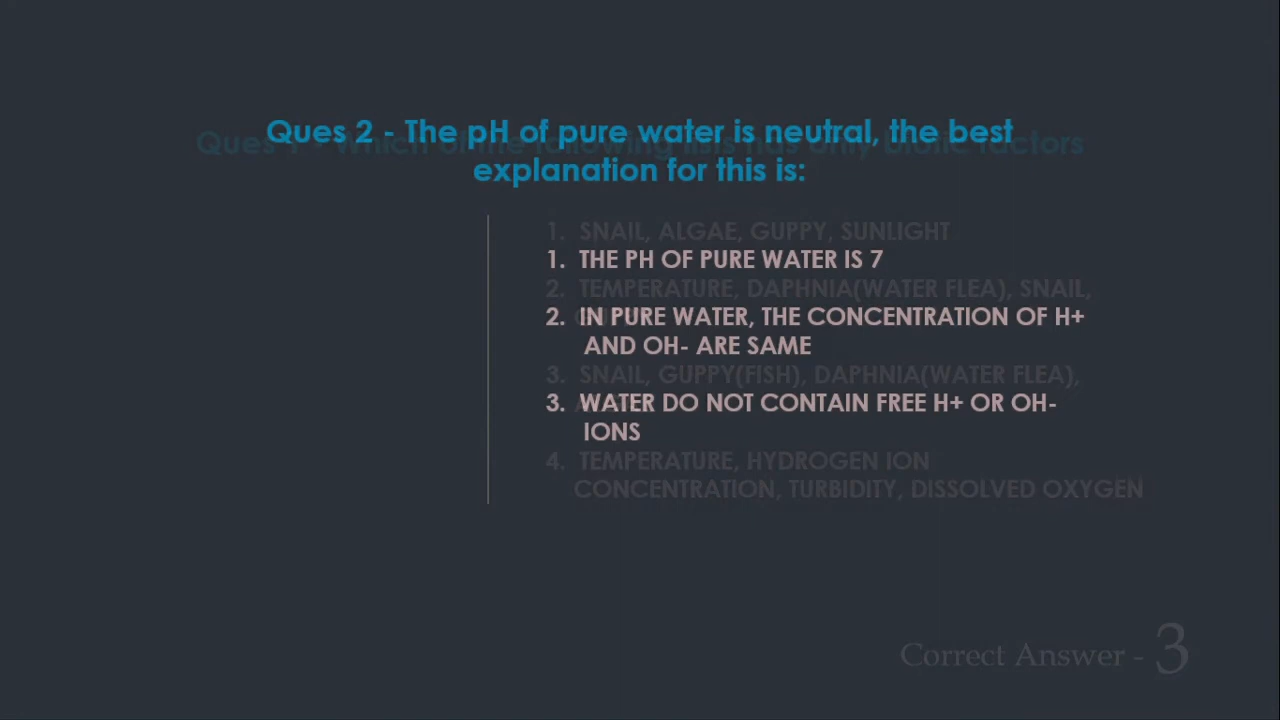 Ques 2 - The pH of pure water is neutral, the best
explanation for this is:
1. SNAIL, ALGAE, GUPPY, SUNLIGHT
1. THE PH OF PURE WATER IS 7
2. TEMPERATURE, DAPHNIA(WATER FLEA), SNAIL,
2. IN PURE WATER, THE CONCENTRATION OF H+
AND OH- ARE SAME
3. SNAIL, GUPPY(FISH), DAPHNIA(WATER FLEA),
3. WATER DO NOT CONTAIN FREE H+ OR OH-
IONS
4. TEMPERATURE, HYDROGEN ION
CONCENTRATION, TURBIDITY, DISSOLVED OXYGEN
Correct Answer - 3